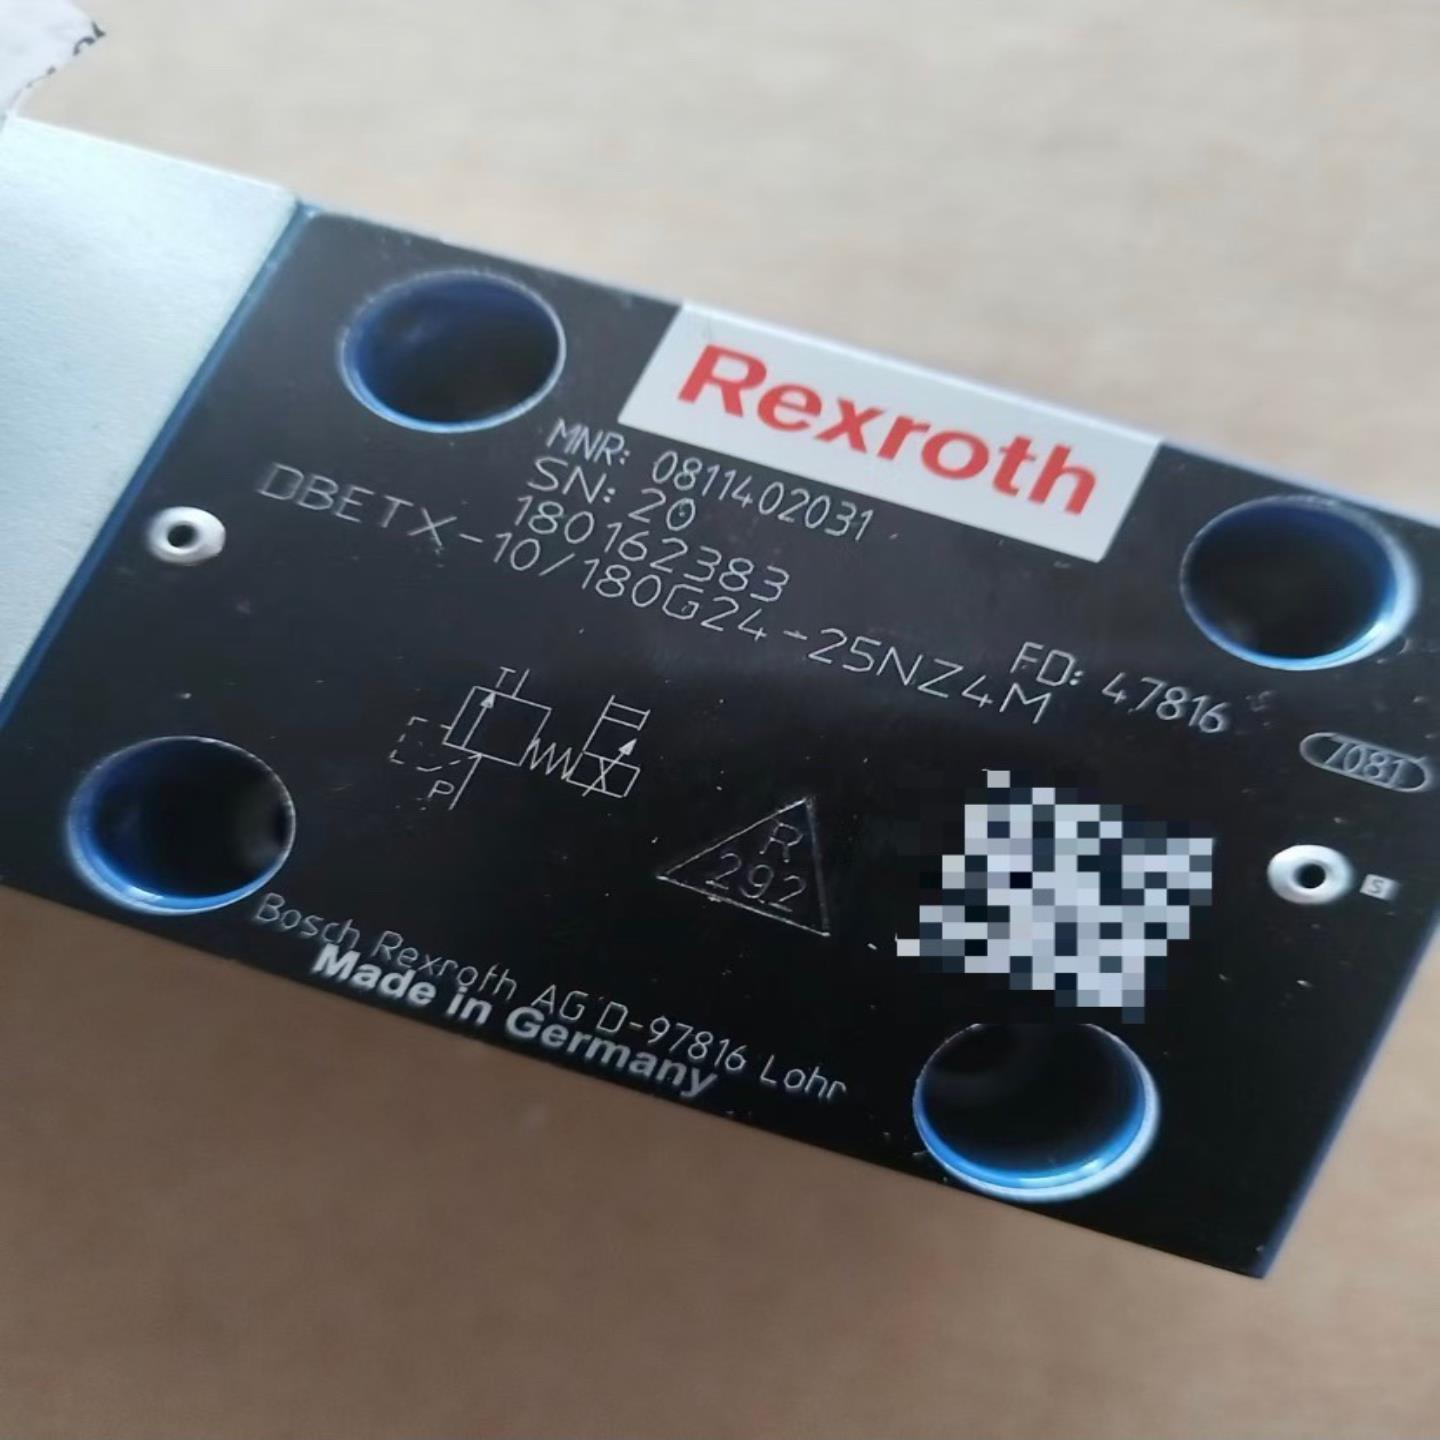 Rexroth
MNR: 0811402031
SN: 20
180162383
DBETX-10/180G24-25NZ4M
FD: 47816
7081
T
P
R
292
S
Bosch Rexroth AG D-97816 Lohr
Made in Germany